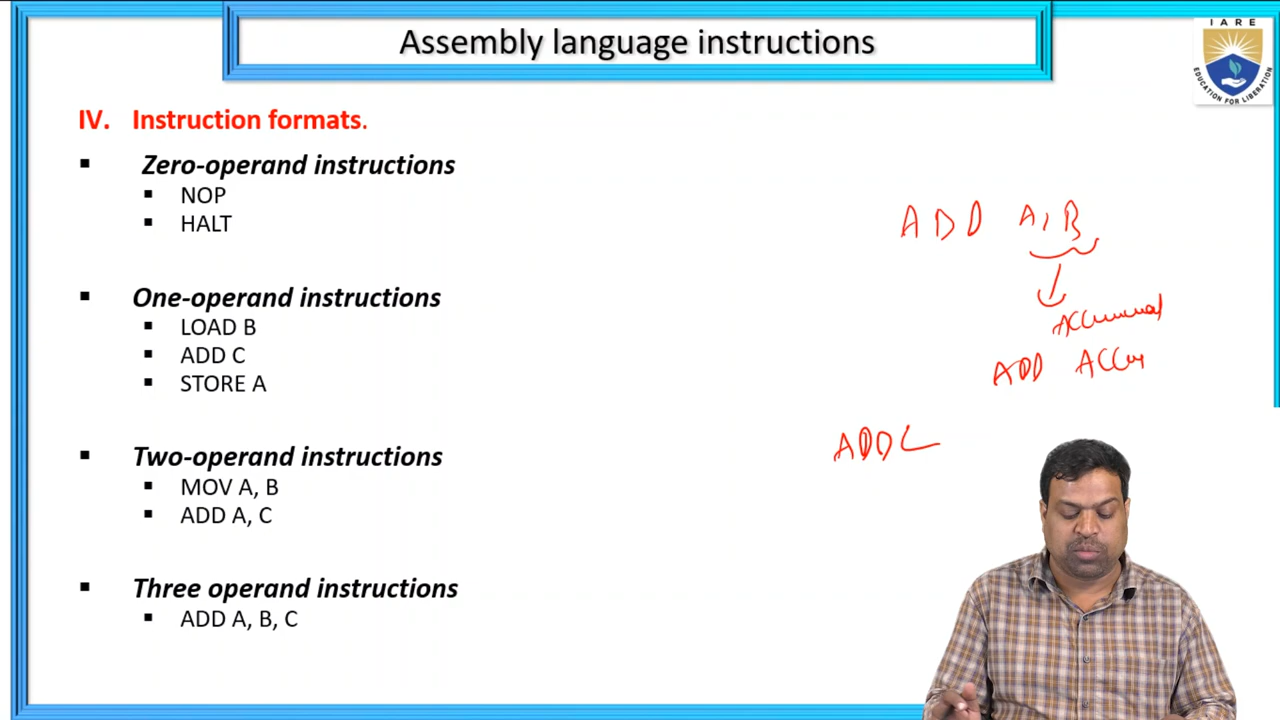 Assembly language instructions
IARE
EDUCATION FOR LIBERATION
IV. Instruction formats.
Zero-operand instructions
NOP
HALT
One-operand instructions
LOAD B
ADD C
STORE A
Two-operand instructions
MOV A, B
ADD A, C
Three operand instructions
ADD A, B, C
ADD A, B
ADD
ADD C